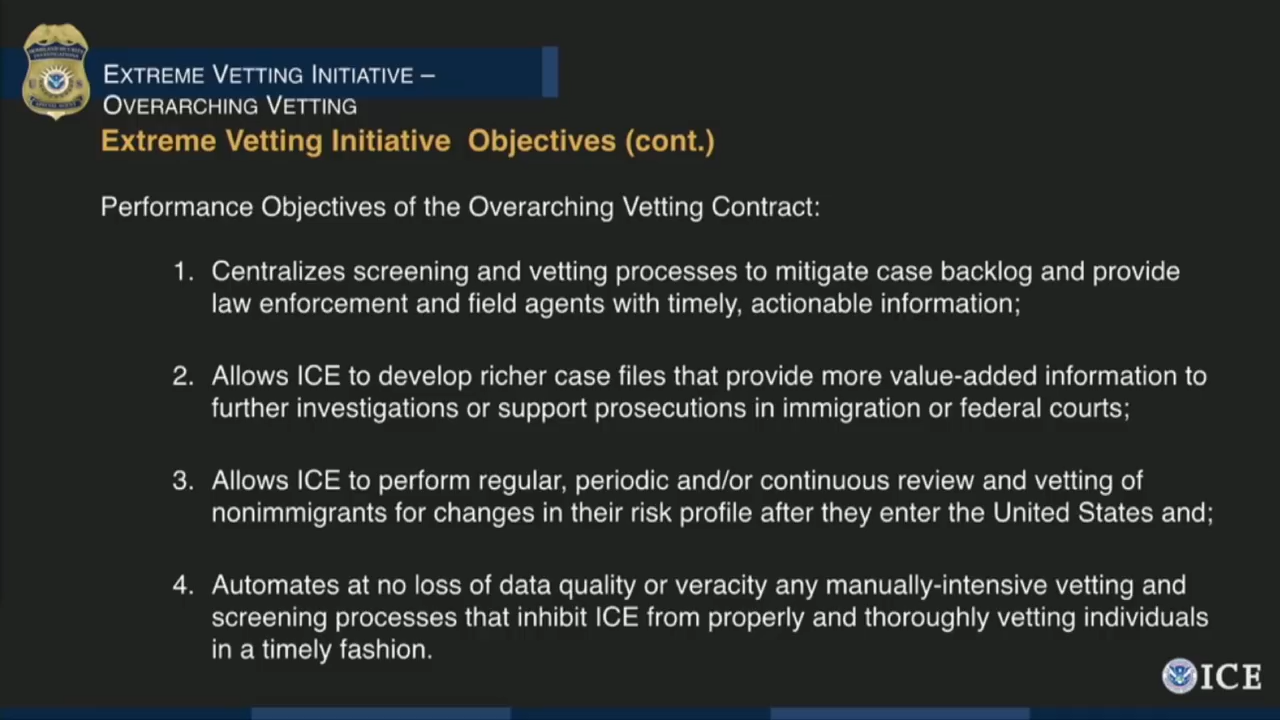 EXTREME VETTING INITIATIVE –
OVERARCHING VETTING
Extreme Vetting Initiative Objectives (cont.)
Performance Objectives of the Overarching Vetting Contract:
1. Centralizes screening and vetting processes to mitigate case backlog and provide
law enforcement and field agents with timely, actionable information;
2. Allows ICE to develop richer case files that provide more value-added information to
further investigations or support prosecutions in immigration or federal courts;
3. Allows ICE to perform regular, periodic and/or continuous review and vetting of
nonimmigrants for changes in their risk profile after they enter the United States and;
4. Automates at no loss of data quality or veracity any manually-intensive vetting and
screening processes that inhibit ICE from properly and thoroughly vetting individuals
in a timely fashion.
ICE